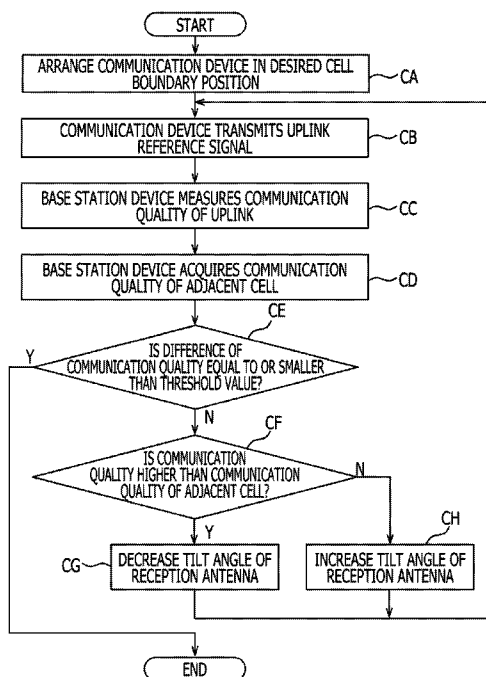 START
ARRANGE COMMUNICATION DEVICE IN DESIRED CELL
BOUNDARY POSITION
CA
COMMUNICATION DEVICE TRANSMITS UPLINK
REFERENCE SIGNAL
CB
BASE STATION DEVICE MEASURES COMMUNICATION
QUALITY OF UPLINK
CC
BASE STATION DEVICE ACQUIRES COMMUNICATION
QUALITY OF ADJACENT CELL
CD
CE
Y
IS DIFFERENCE OF
COMMUNICATION QUALITY EQUAL TO OR SMALLER
THAN THRESHOLD VALUE?
N
CF
IS COMMUNICATION
QUALITY HIGHER THAN COMMUNICATION
QUALITY OF ADJACENT CELL?
N
Y
CH
CG
DECREASE TILT ANGLE OF
RECEPTION ANTENNA
INCREASE TILT ANGLE OF
RECEPTION ANTENNA
END